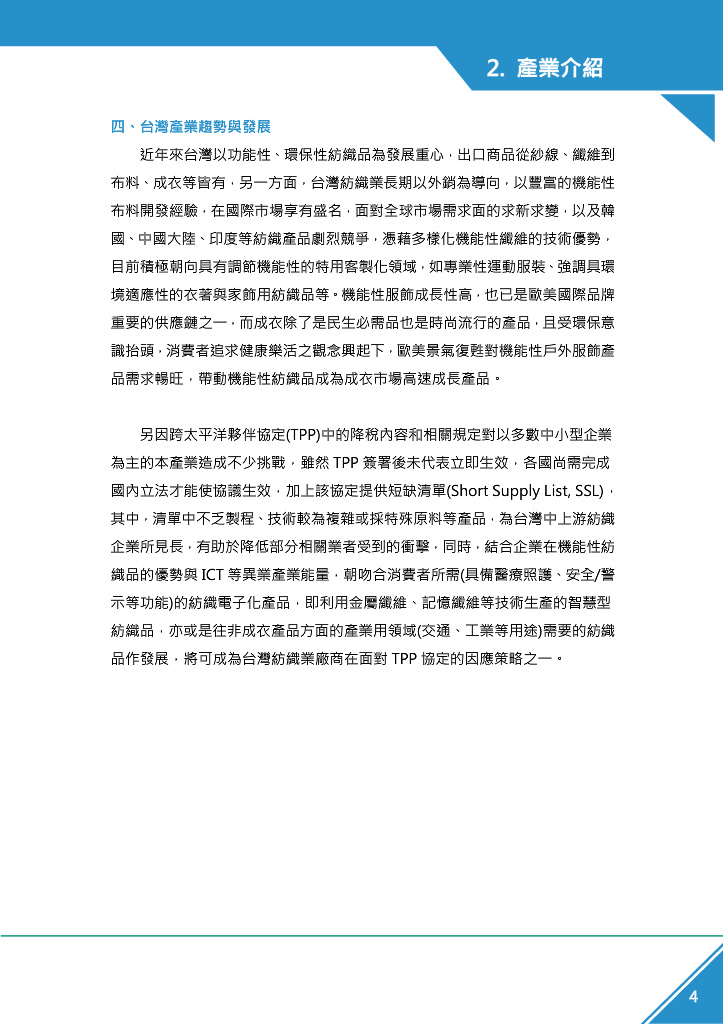 2. 產業介紹
四、台灣產業趨勢與發展
近年來台灣以功能性、環保性紡織品為發展重心，出口商品從紗線、纖維到
布料、成衣等皆有，另一方面，台灣紡織業長期以外銷為導向，以豐富的機能性
布料開發經驗，在國際市場享有盛名，面對全球市場需求面的求新求變，以及韓
國、中國大陸、印度等紡織產品劇烈競爭，憑藉多樣化機能性纖維的技術優勢，
目前積極朝向具有調節機能性的特用客製化領域，如專業性運動服裝、強調具環
境適應性的衣著與家飾用紡織品等。機能性服飾成長性高，也已是歐美國際品牌
重要的供應鏈之一，而成衣除了是民生必需品也是時尚流行的產品，且受環保意
識抬頭，消費者追求健康樂活之觀念興起下，歐美景氣復甦對機能性戶外服飾產
品需求暢旺，帶動機能性紡織品成為成衣市場高速成長產品。
另因跨太平洋夥伴協定(TPP)中的降稅內容和相關規定對以多數中小型企業
為主的本產業造成不少挑戰，雖然 TPP 簽署後未代表立即生效，各國尚需完成
國內立法才能使協議生效，加上該協定提供短缺清單(Short Supply List, SSL)，
其中，清單中不乏製程、技術較為複雜或採特殊原料等產品，為台灣中上游紡織
企業所見長，有助於降低部分相關業者受到的衝擊，同時，結合企業在機能性紡
織品的優勢與 ICT 等異業產業能量，朝吻合消費者所需(具備醫療照護、安全/警
示等功能)的紡織電子化產品，即利用金屬纖維、記憶纖維等技術生產的智慧型
紡織品，亦或是往非成衣產品方面的產業用領域(交通、工業等用途)需要的紡織
品作發展，將可成為台灣紡織業廠商在面對 TPP 協定的因應策略之一。
4